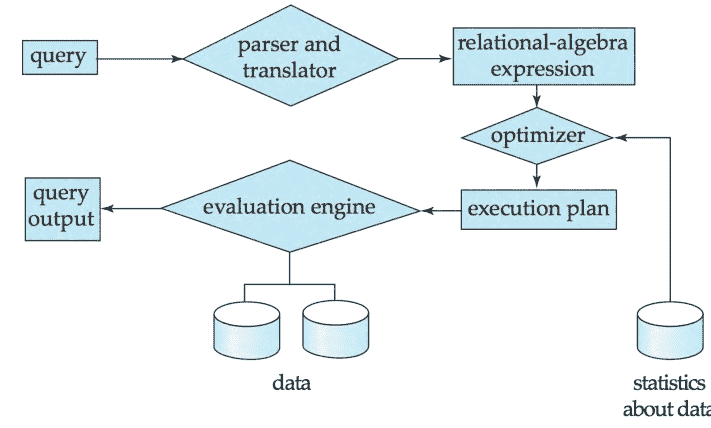 query
parser and
translator
relational-algebra
expression
optimizer
query
output
evaluation engine
execution plan
data
statistics
about data